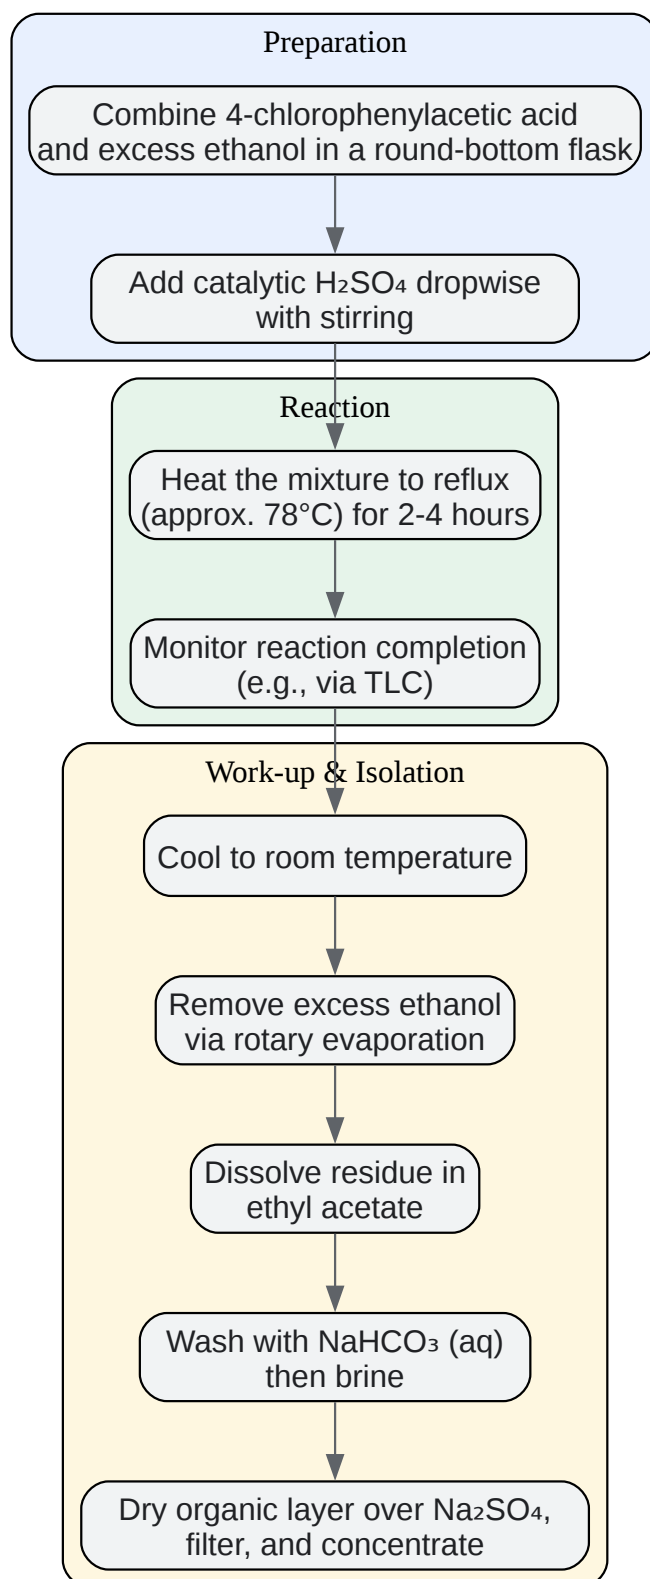 Preparation
Combine 4-chlorophenylacetic acid
and excess ethanol in a round-bottom flask
Add catalytic H₂SO₄ dropwise
with stirring
Reaction
Heat the mixture to reflux
(approx. 78°C) for 2-4 hours
Monitor reaction completion
(e.g., via TLC)
Work-up & Isolation
Cool to room temperature
Remove excess ethanol
via rotary evaporation
Dissolve residue in
ethyl acetate
Wash with NaHCO₃ (aq)
then brine
Dry organic layer over Na₂SO₄,
filter, and concentrate